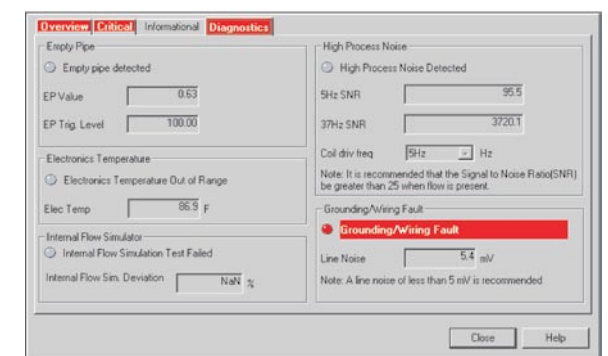 Overview Critical Informational Diagnostics
Empty Pipe
Empty pipe detected
EP Value 0.63
EP Trig. Level 100.00
Electronics Temperature
Electronics Temperature Out of Range
Elec Temp 86.9 F
Internal Flow Simulator
Internal Flow Simulation Test Failed
Internal Flow Sim. Deviation NaN %
High Process Noise
High Process Noise Detected
5Hz SNR 95.5
37Hz SNR 3720.1
Coil driv freq 5Hz Hz
Note: It is recommended that the Signal to Noise Ratio(SNR)
be greater than 25 when flow is present.
Grounding/Wiring Fault
Grounding/Wiring Fault
Line Noise 5.4 mV
Note: A line noise of less than 5 mV is recommended
Close Help